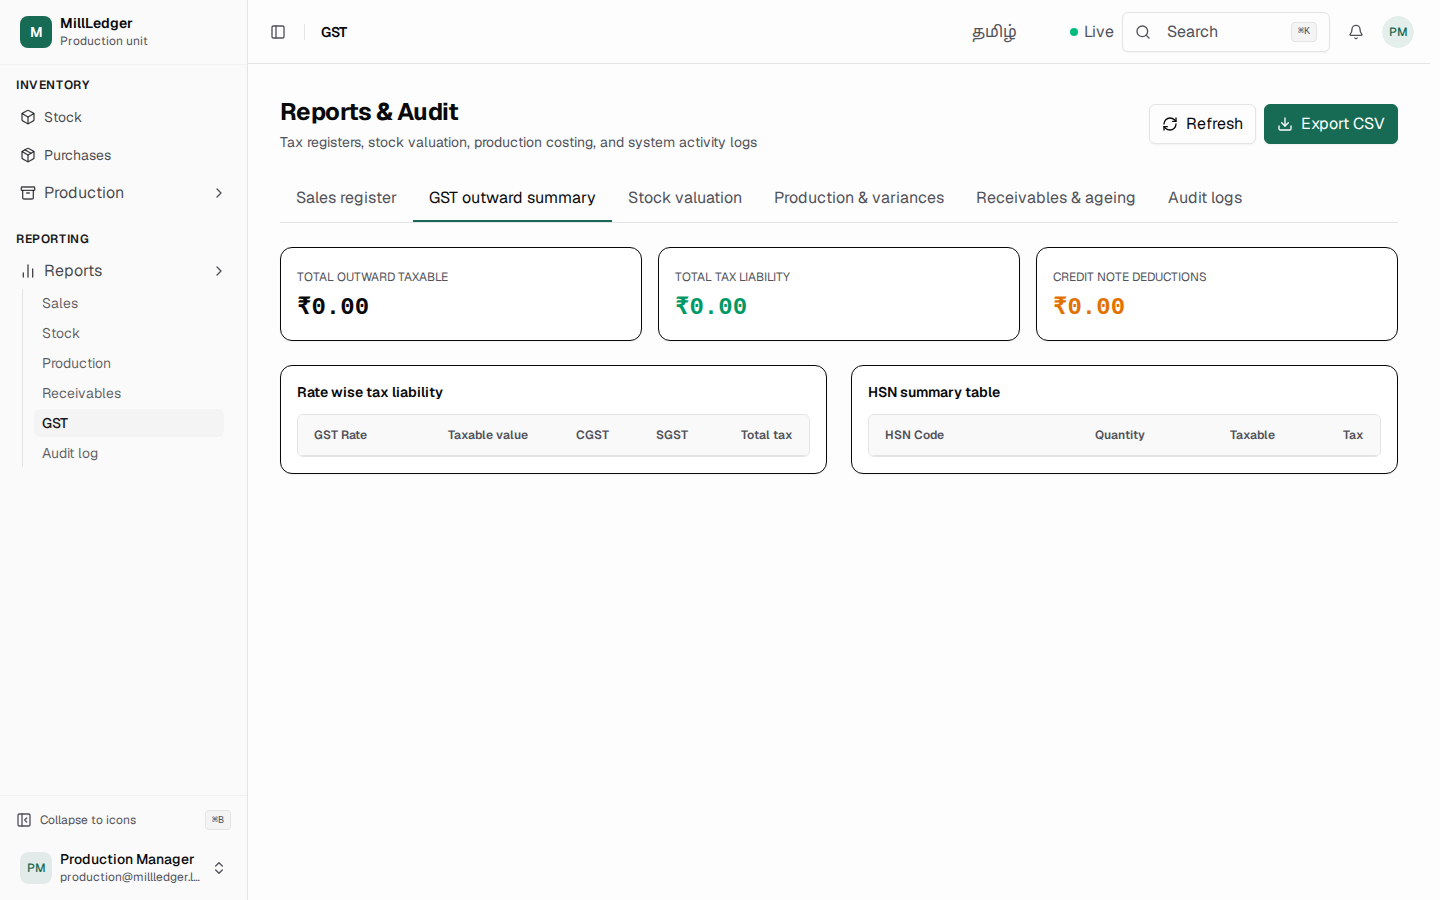 M
MillLedger
Production unit
INVENTORY
Stock
Purchases
Production
REPORTING
Reports
Sales
Stock
Production
Receivables
GST
Audit log
Collapse to icons
⌘B
PM
Production Manager
production@millledger.l...
GST
தமிழ்
Live
Search
⌘K
PM
Reports & Audit
Tax registers, stock valuation, production costing, and system activity logs
Refresh
Export CSV
Sales register
GST outward summary
Stock valuation
Production & variances
Receivables & ageing
Audit logs
TOTAL OUTWARD TAXABLE
₹0.00
TOTAL TAX LIABILITY
₹0.00
CREDIT NOTE DEDUCTIONS
₹0.00
Rate wise tax liability
GST Rate Taxable value CGST SGST Total tax
HSN summary table
HSN Code Quantity Taxable Tax